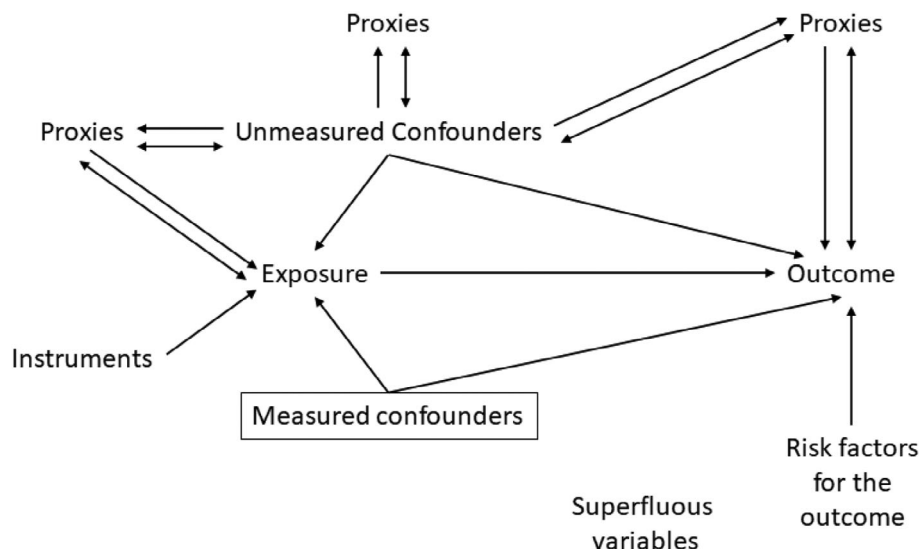 Proxies
Proxies
Proxies
Unmeasured Confounders
Exposure
Outcome
Instruments
Measured confounders
Risk factors
for the
outcome
Superfluous
variables